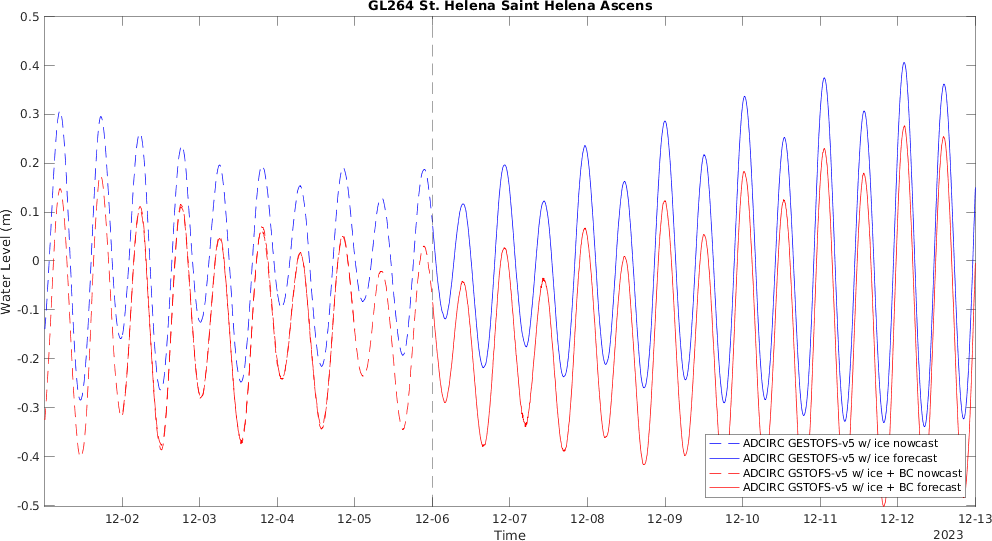 GL264 St. Helena Saint Helena Ascens
0.5
0.4
0.3
0.2
0.1
0
-0.1
-0.2
-0.3
-0.4
-0.5
Water Level (m)
ADCIRC GESTOFS-v5 w/ ice nowcast
ADCIRC GESTOFS-v5 w/ ice forecast
ADCIRC GSTOFS-v5 w/ ice + BC nowcast
ADCIRC GSTOFS-v5 w/ ice + BC forecast
12-02 12-03 12-04 12-05 12-06 12-07 12-08 12-09 12-10 12-11 12-12 12-13
Time
2023